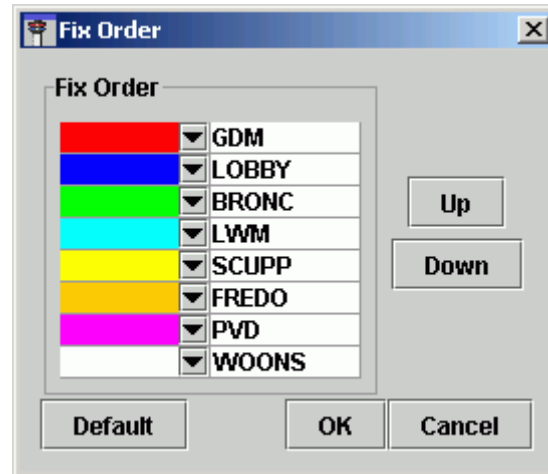 Fix Order
Fix Order
GDM
LOBBY
BRONC
LWM
SCUPP
FREDO
PVD
WOONS
Up
Down
Default
OK
Cancel